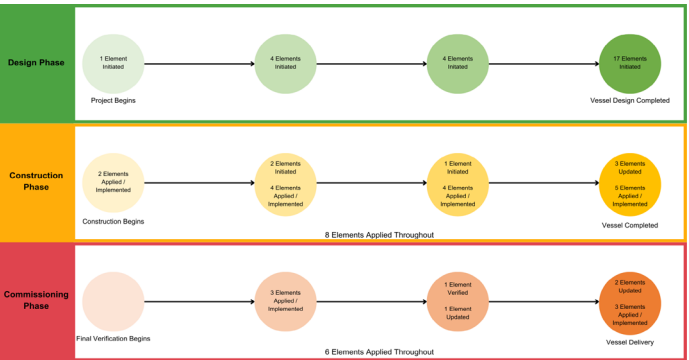 Design Phase
1 Element
Initiated
4 Elements
Initiated
4 Elements
Initiated
17 Elements
Initiated
Project Begins
Vessel Design Completed
Construction
Phase
2 Elements
Applied /
Implemented
2 Elements
Initiated
4 Elements
Applied /
Implemented
1 Element
Initiated
4 Elements
Applied /
Implemented
3 Elements
Updated
5 Elements
Applied /
Implemented
Construction Begins
Vessel Completed
8 Elements Applied Throughout
Commissioning
Phase
3 Elements
Applied /
Implemented
1 Element
Verified
1 Element
Updated
2 Elements
Updated
3 Elements
Applied /
Implemented
Final Verification Begins
Vessel Delivery
6 Elements Applied Throughout